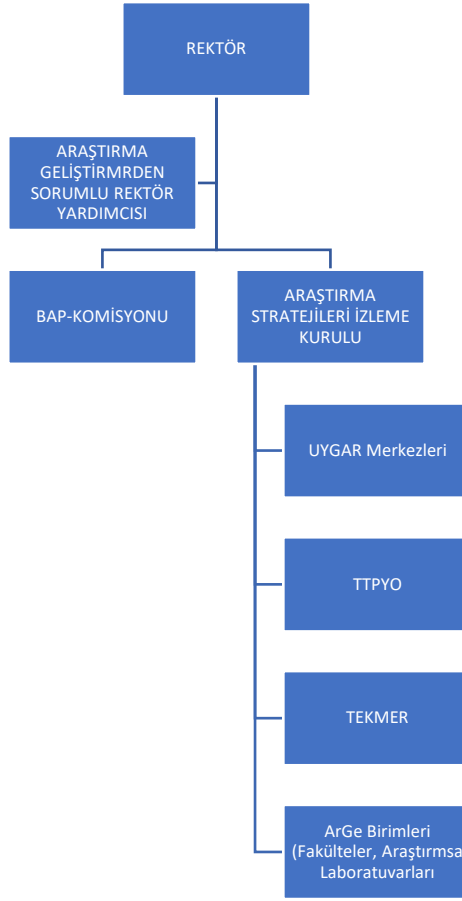 REKTÖR
ARAŞTIRMA
GELİŞTİRMRDEN
SORUMLU REKTÖR
YARDIMCISI
BAP-KOMİSYONU
ARAŞTIRMA
STRATEJİLERİ İZLEME
KURULU
UYGAR Merkezleri
TTPYO
TEKMER
ArGe Birimleri
(Fakülteler, Araştırmsa
Laboratuvarları